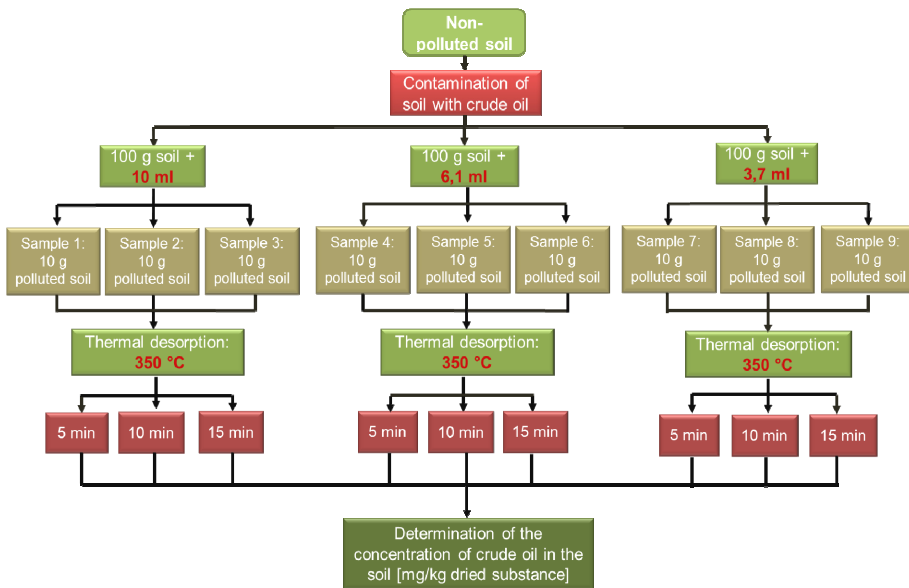 Non-
polluted soil
Contamination of
soil with crude oil
100 g soil +
10 ml
100 g soil +
6,1 ml
100 g soil +
3,7 ml
Sample 1:
10 g
polluted soil
Sample 2:
10 g
polluted soil
Sample 3:
10 g
polluted soil
Sample 4:
10 g
polluted soil
Sample 5:
10 g
polluted soil
Sample 6:
10 g
polluted soil
Sample 7:
10 g
polluted soil
Sample 8:
10 g
polluted soil
Sample 9:
10 g
polluted soil
Thermal desorption:
350 °C
Thermal desorption:
350 °C
Thermal desorption:
350 °C
5 min
10 min
15 min
5 min
10 min
15 min
5 min
10 min
15 min
Determination of the
concentration of crude oil in the
soil [mg/kg dried substance]